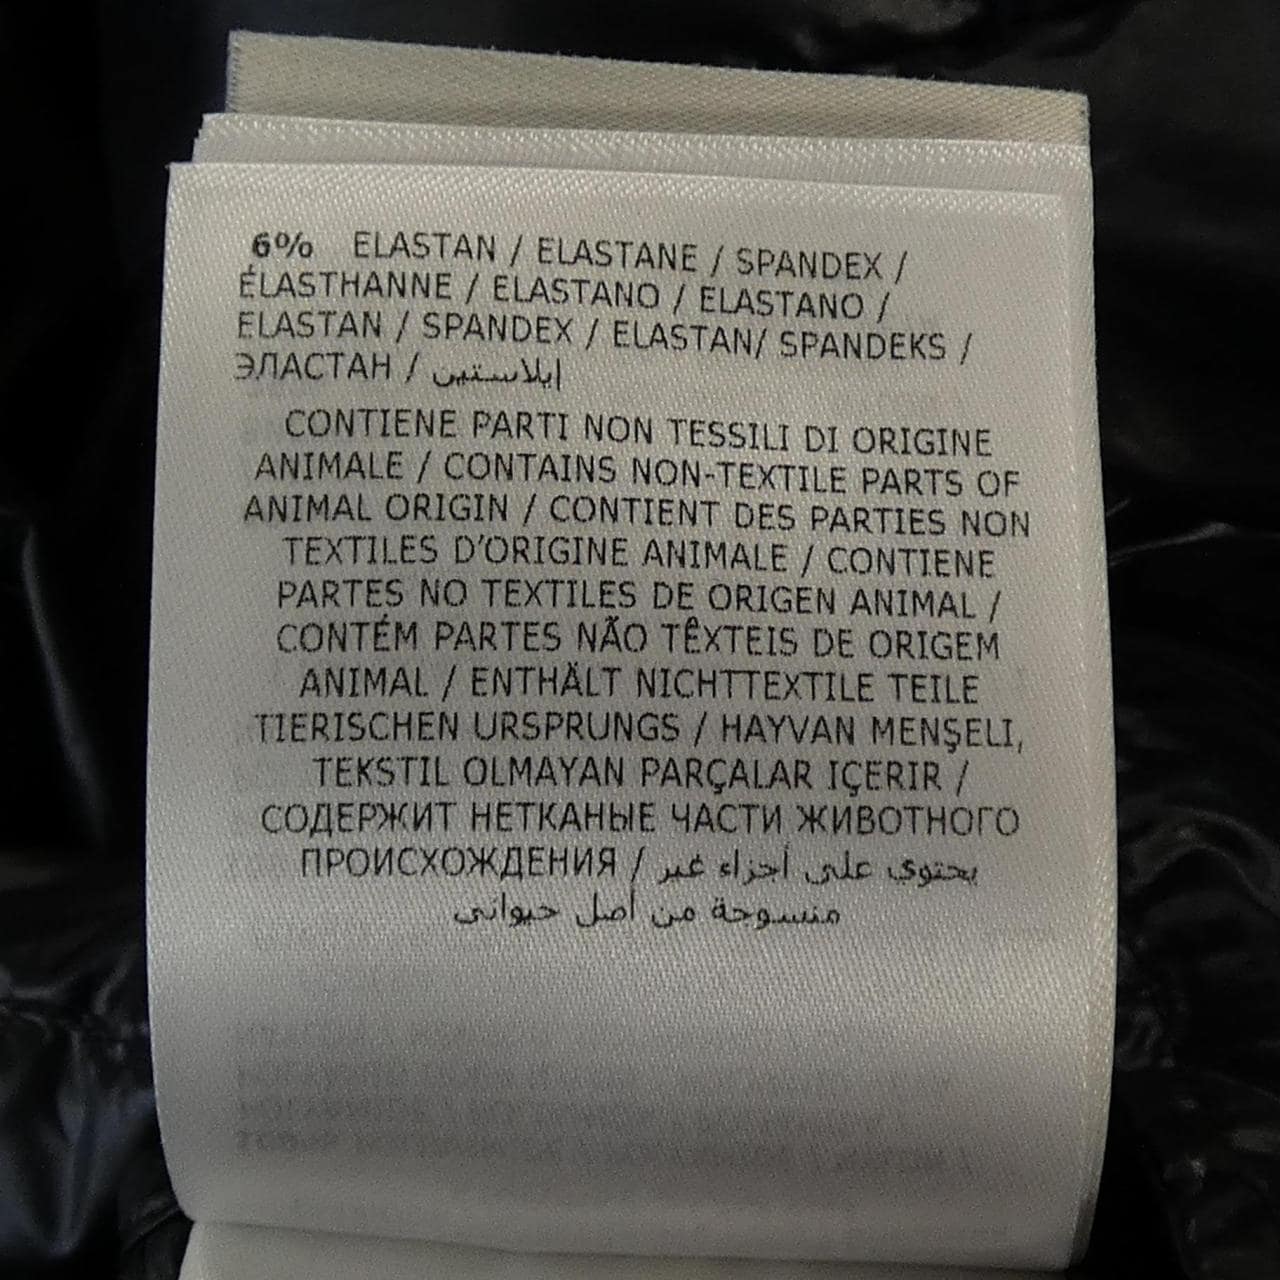 6% ELASTAN / ELASTANE / SPANDEX /
ÉLASTHANNE / ELASTANO / ELASTANO /
ELASTAN / SPANDEX / ELASTAN/ SPANDEKS /
ЭЛАСТАН / إيلاستين
CONTIENE PARTI NON TESSILI DI ORIGINE
ANIMALE / CONTAINS NON-TEXTILE PARTS OF
ANIMAL ORIGIN / CONTIENT DES PARTIES NON
TEXTILES D'ORIGINE ANIMALE / CONTIENE
PARTES NO TEXTILES DE ORIGEN ANIMAL /
CONTÉM PARTES NÃO TÊXTEIS DE ORIGEM
ANIMAL / ENTHÄLT NICHTTEXTILE TEILE
TIERISCHEN URSPRUNGS / HAYVAN MENŞELI,
TEKSTIL OLMAYAN PARÇALAR IÇERIR /
СОДЕРЖИТ НЕТКАНЫЕ ЧАСТИ ЖИВОТНОГО
ПРОИСХОЖДЕНИЯ / يحتوي على أجزاء غير
منسوجة من أصل حيواني